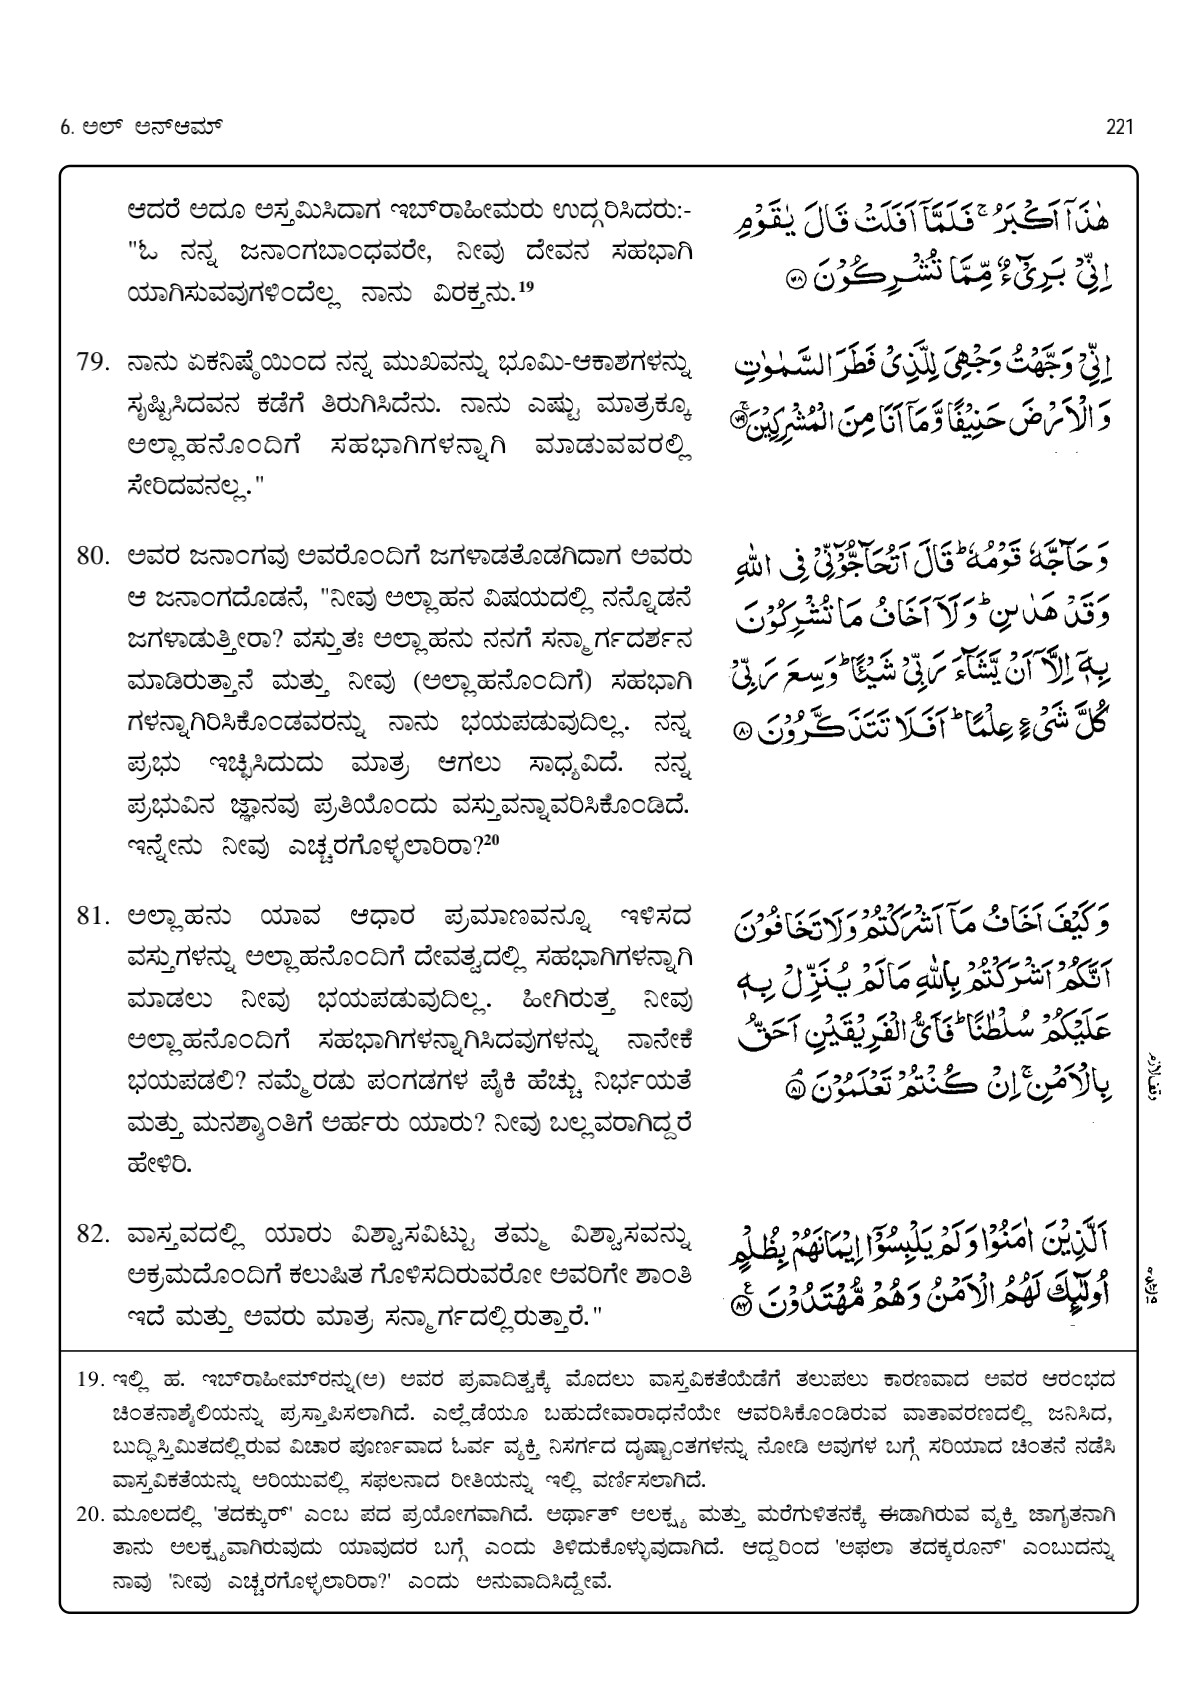 6. ಅಲ್ ಅನ್‌ಆಮ್
221
ಆದರೆ ಅದೂ ಅಸ್ತಮಿಸಿದಾಗ ಇಬ್‌ರಾಹೀಮರು ಉದ್ಗರಿಸಿದರು:-
"ಓ ನನ್ನ ಜನಾಂಗಬಾಂಧವರೇ, ನೀವು ದೇವನ ಸಹಭಾಗಿ
ಯಾಗಿಸುವವುಗಳಿಂದೆಲ್ಲ ನಾನು ವಿರಕ್ತನು.19
هٰذَاۤ اَكْبَرُ ۚ فَلَمَّاۤ اَفَلَتْ قَالَ يٰقَوْمِ
اِنِّيْ بَرِيْٓءٌ مِّمَّا تُشْرِكُوْنَ ﴿۷۸﴾
79. ನಾನು ಏಕನಿಷ್ಠೆಯಿಂದ ನನ್ನ ಮುಖವನ್ನು ಭೂಮಿ-ಆಕಾಶಗಳನ್ನು
ಸೃಷ್ಟಿಸಿದವನ ಕಡೆಗೆ ತಿರುಗಿಸಿದೆನು. ನಾನು ಎಷ್ಟು ಮಾತ್ರಕ್ಕೂ
ಅಲ್ಲಾಹನೊಂದಿಗೆ ಸಹಭಾಗಿಗಳನ್ನಾಗಿ ಮಾಡುವವರಲ್ಲಿ
ಸೇರಿದವನಲ್ಲ."
اِنِّيْ وَجَّهْتُ وَجْهِيَ لِلَّذِيْ فَطَرَ السَّمٰوٰتِ
وَالْاَرْضَ حَنِيْفًا وَّمَاۤ اَنَا مِنَ الْمُشْرِكِيْنَ ۚ﴿۷۹﴾
80. ಅವರ ಜನಾಂಗವು ಅವರೊಂದಿಗೆ ಜಗಳಾಡತೊಡಗಿದಾಗ ಅವರು
ಆ ಜನಾಂಗದೊಡನೆ, "ನೀವು ಅಲ್ಲಾಹನ ವಿಷಯದಲ್ಲಿ ನನ್ನೊಡನೆ
ಜಗಳಾಡುತ್ತೀರಾ? ವಸ್ತುತಃ ಅಲ್ಲಾಹನು ನನಗೆ ಸನ್ಮಾರ್ಗದರ್ಶನ
ಮಾಡಿರುತ್ತಾನೆ ಮತ್ತು ನೀವು (ಅಲ್ಲಾಹನೊಂದಿಗೆ) ಸಹಭಾಗಿ
ಗಳನ್ನಾಗಿರಿಸಿಕೊಂಡವರನ್ನು ನಾನು ಭಯಪಡುವುದಿಲ್ಲ. ನನ್ನ
ಪ್ರಭು ಇಚ್ಛಿಸಿದುದು ಮಾತ್ರ ಆಗಲು ಸಾಧ್ಯವಿದೆ. ನನ್ನ
ಪ್ರಭುವಿನ ಜ್ಞಾನವು ಪ್ರತಿಯೊಂದು ವಸ್ತುವನ್ನಾವರಿಸಿಕೊಂಡಿದೆ.
ಇನ್ನೇನು ನೀವು ಎಚ್ಚರಗೊಳ್ಳಲಾರಿರಾ?20
وَحَآجَّهٗ قَوْمُهٗ ؕ قَالَ اَتُحَآجُّوْٓنِّيْ فِي اللّٰهِ
وَقَدْ هَدٰىنِ ؕ وَلَاۤ اَخَافُ مَا تُشْرِكُوْنَ
بِهٖۤ اِلَّاۤ اَنْ يَّشَآءَ رَبِّيْ شَيْـًٔا ؕ وَسِعَ رَبِّيْ
كُلَّ شَيْءٍ عِلْمًا ؕ اَفَلَا تَتَذَكَّرُوْنَ ﴿۸۰﴾
81. ಅಲ್ಲಾಹನು ಯಾವ ಆಧಾರ ಪ್ರಮಾಣವನ್ನೂ ಇಳಿಸದ
ವಸ್ತುಗಳನ್ನು ಅಲ್ಲಾಹನೊಂದಿಗೆ ದೇವತ್ವದಲ್ಲಿ ಸಹಭಾಗಿಗಳನ್ನಾಗಿ
ಮಾಡಲು ನೀವು ಭಯಪಡುವುದಿಲ್ಲ. ಹೀಗಿರುತ್ತ ನೀವು
ಅಲ್ಲಾಹನೊಂದಿಗೆ ಸಹಭಾಗಿಗಳನ್ನಾಗಿಸಿದವುಗಳನ್ನು ನಾನೇಕೆ
ಭಯಪಡಲಿ? ನಮ್ಮೆರಡು ಪಂಗಡಗಳ ಪೈಕಿ ಹೆಚ್ಚು ನಿರ್ಭಯತೆ
ಮತ್ತು ಮನಶ್ಶಾಂತಿಗೆ ಅರ್ಹರು ಯಾರು? ನೀವು ಬಲ್ಲವರಾಗಿದ್ದರೆ
ಹೇಳಿರಿ.
وَكَيْفَ اَخَافُ مَاۤ اَشْرَكْتُمْ وَلَا تَخَافُوْنَ
اَنَّكُمْ اَشْرَكْتُمْ بِاللّٰهِ مَا لَمْ يُنَزِّلْ بِهٖ
عَلَيْكُمْ سُلْطٰنًا ؕ فَاَيُّ الْفَرِيْقَيْنِ اَحَقُّ
بِالْاَمْنِ ۚ اِنْ كُنْتُمْ تَعْلَمُوْنَ ۘ﴿۸۱﴾
82. ವಾಸ್ತವದಲ್ಲಿ ಯಾರು ವಿಶ್ವಾಸವಿಟ್ಟು ತಮ್ಮ ವಿಶ್ವಾಸವನ್ನು
ಅಕ್ರಮದೊಂದಿಗೆ ಕಲುಷಿತ ಗೊಳಿಸದಿರುವರೋ ಅವರಿಗೇ ಶಾಂತಿ
ಇದೆ ಮತ್ತು ಅವರು ಮಾತ್ರ ಸನ್ಮಾರ್ಗದಲ್ಲಿರುತ್ತಾರೆ."
اَلَّذِيْنَ اٰمَنُوْا وَلَمْ يَلْبِسُوْۤا اِيْمَانَهُمْ بِظُلْمٍ
اُولٰٓئِكَ لَهُمُ الْاَمْنُ وَهُمْ مُّهْتَدُوْنَ ﴿۸۲﴾ ع
19. ಇಲ್ಲಿ ಹ. ಇಬ್‌ರಾಹೀಮ್‌ರನ್ನು(ಅ) ಅವರ ಪ್ರವಾದಿತ್ವಕ್ಕೆ ಮೊದಲು ವಾಸ್ತವಿಕತೆಯೆಡೆಗೆ ತಲುಪಲು ಕಾರಣವಾದ ಅವರ ಆರಂಭದ
ಚಿಂತನಾಶೈಲಿಯನ್ನು ಪ್ರಸ್ತಾಪಿಸಲಾಗಿದೆ. ಎಲ್ಲೆಡೆಯೂ ಬಹುದೇವಾರಾಧನೆಯೇ ಆವರಿಸಿಕೊಂಡಿರುವ ವಾತಾವರಣದಲ್ಲಿ ಜನಿಸಿದ,
ಬುದ್ಧಿಸ್ತಿಮಿತದಲ್ಲಿರುವ ವಿಚಾರ ಪೂರ್ಣವಾದ ಓರ್ವ ವ್ಯಕ್ತಿ ನಿಸರ್ಗದ ದೃಷ್ಟಾಂತಗಳನ್ನು ನೋಡಿ ಅವುಗಳ ಬಗ್ಗೆ ಸರಿಯಾದ ಚಿಂತನೆ ನಡೆಸಿ
ವಾಸ್ತವಿಕತೆಯನ್ನು ಅರಿಯುವಲ್ಲಿ ಸಫಲನಾದ ರೀತಿಯನ್ನು ಇಲ್ಲಿ ವರ್ಣಿಸಲಾಗಿದೆ.
20. ಮೂಲದಲ್ಲಿ 'ತದಕ್ಕುರ್' ಎಂಬ ಪದ ಪ್ರಯೋಗವಾಗಿದೆ. ಅರ್ಥಾತ್ ಅಲಕ್ಷ್ಯ ಮತ್ತು ಮರೆಗುಳಿತನಕ್ಕೆ ಈಡಾಗಿರುವ ವ್ಯಕ್ತಿ ಜಾಗೃತನಾಗಿ
ತಾನು ಅಲಕ್ಷ್ಯವಾಗಿರುವುದು ಯಾವುದರ ಬಗ್ಗೆ ಎಂದು ತಿಳಿದುಕೊಳ್ಳುವುದಾಗಿದೆ. ಆದ್ದರಿಂದ 'ಅಫಲಾ ತದಕ್ಕರೂನ್' ಎಂಬುದನ್ನು
ನಾವು 'ನೀವು ಎಚ್ಚರಗೊಳ್ಳಲಾರಿರಾ?' ಎಂದು ಅನುವಾದಿಸಿದ್ದೇವೆ.